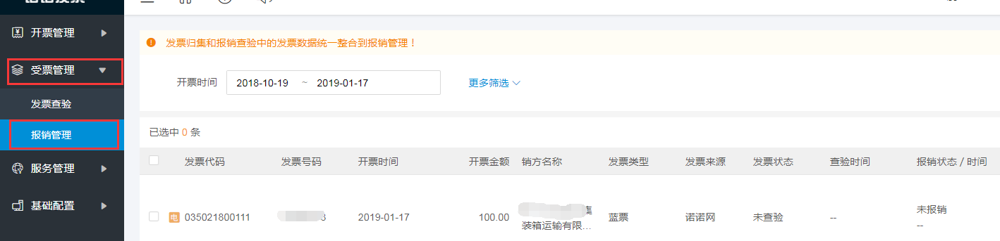 开票管理
受票管理
发票查验
报销管理
服务管理
基础配置
发票归集和报销查验中的发票数据统一整合到报销管理！
开票时间 2018-10-19 ~ 2019-01-17 更多筛选
已选中 0 条
发票代码 发票号码 开票时间 开票金额 销方名称 发票类型 发票来源 发票状态 查验时间 报销状态 / 时间
电 035021800111 2019-01-17 100.00 蓝票 诺诺网 未查验 -- 未报销
装箱运输有限... --